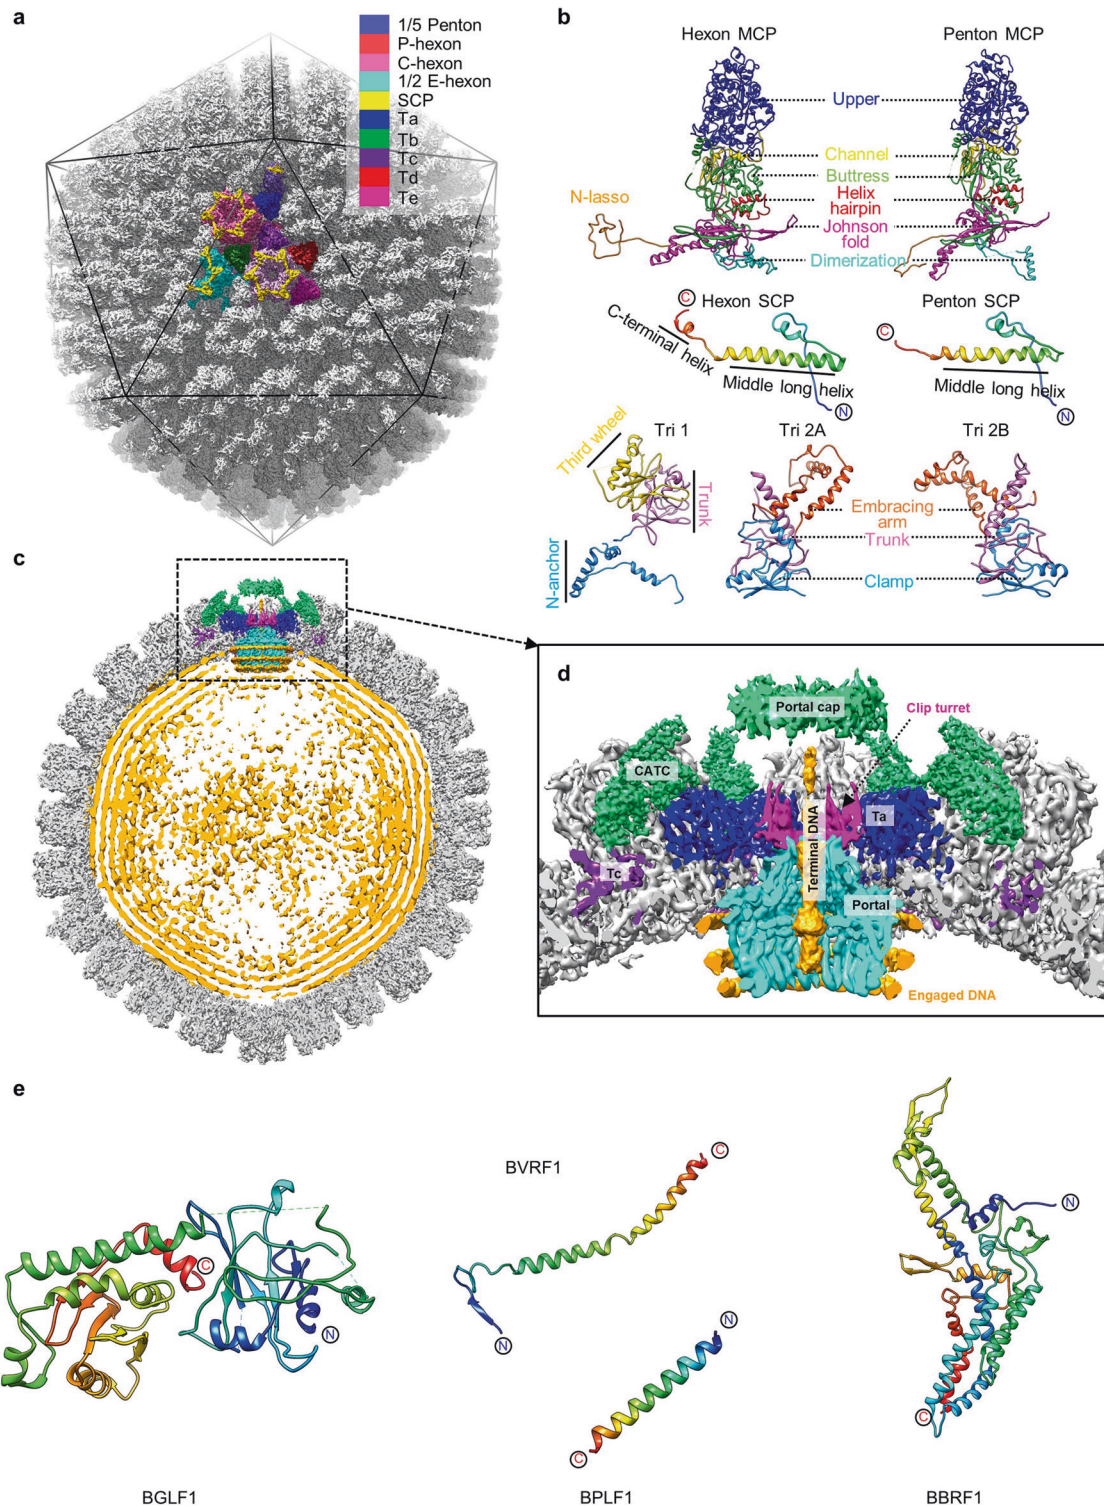 a
1/5 Penton
P-hexon
C-hexon
1/2 E-hexon
SCP
Ta
Tb
Tc
Td
Te
b
Hexon MCP
Penton MCP
Upper
Channel
Buttress
Helix
hairpin
N-lasso
Johnson
fold
Dimerization
C
Hexon SCP
C-terminal helix
Middle long helix
N
Penton SCP
C
Middle long helix
N
Tri 1
Third wheel
Trunk
N-anchor
Tri 2A
Tri 2B
Embracing
arm
Trunk
Clamp
c
d
Portal cap
Clip turret
CATC
Ta
Terminal DNA
Tc
Portal
Engaged DNA
e
C
N
BGLF1
BVRF1
C
N
N
C
BPLF1
N
C
BBRF1